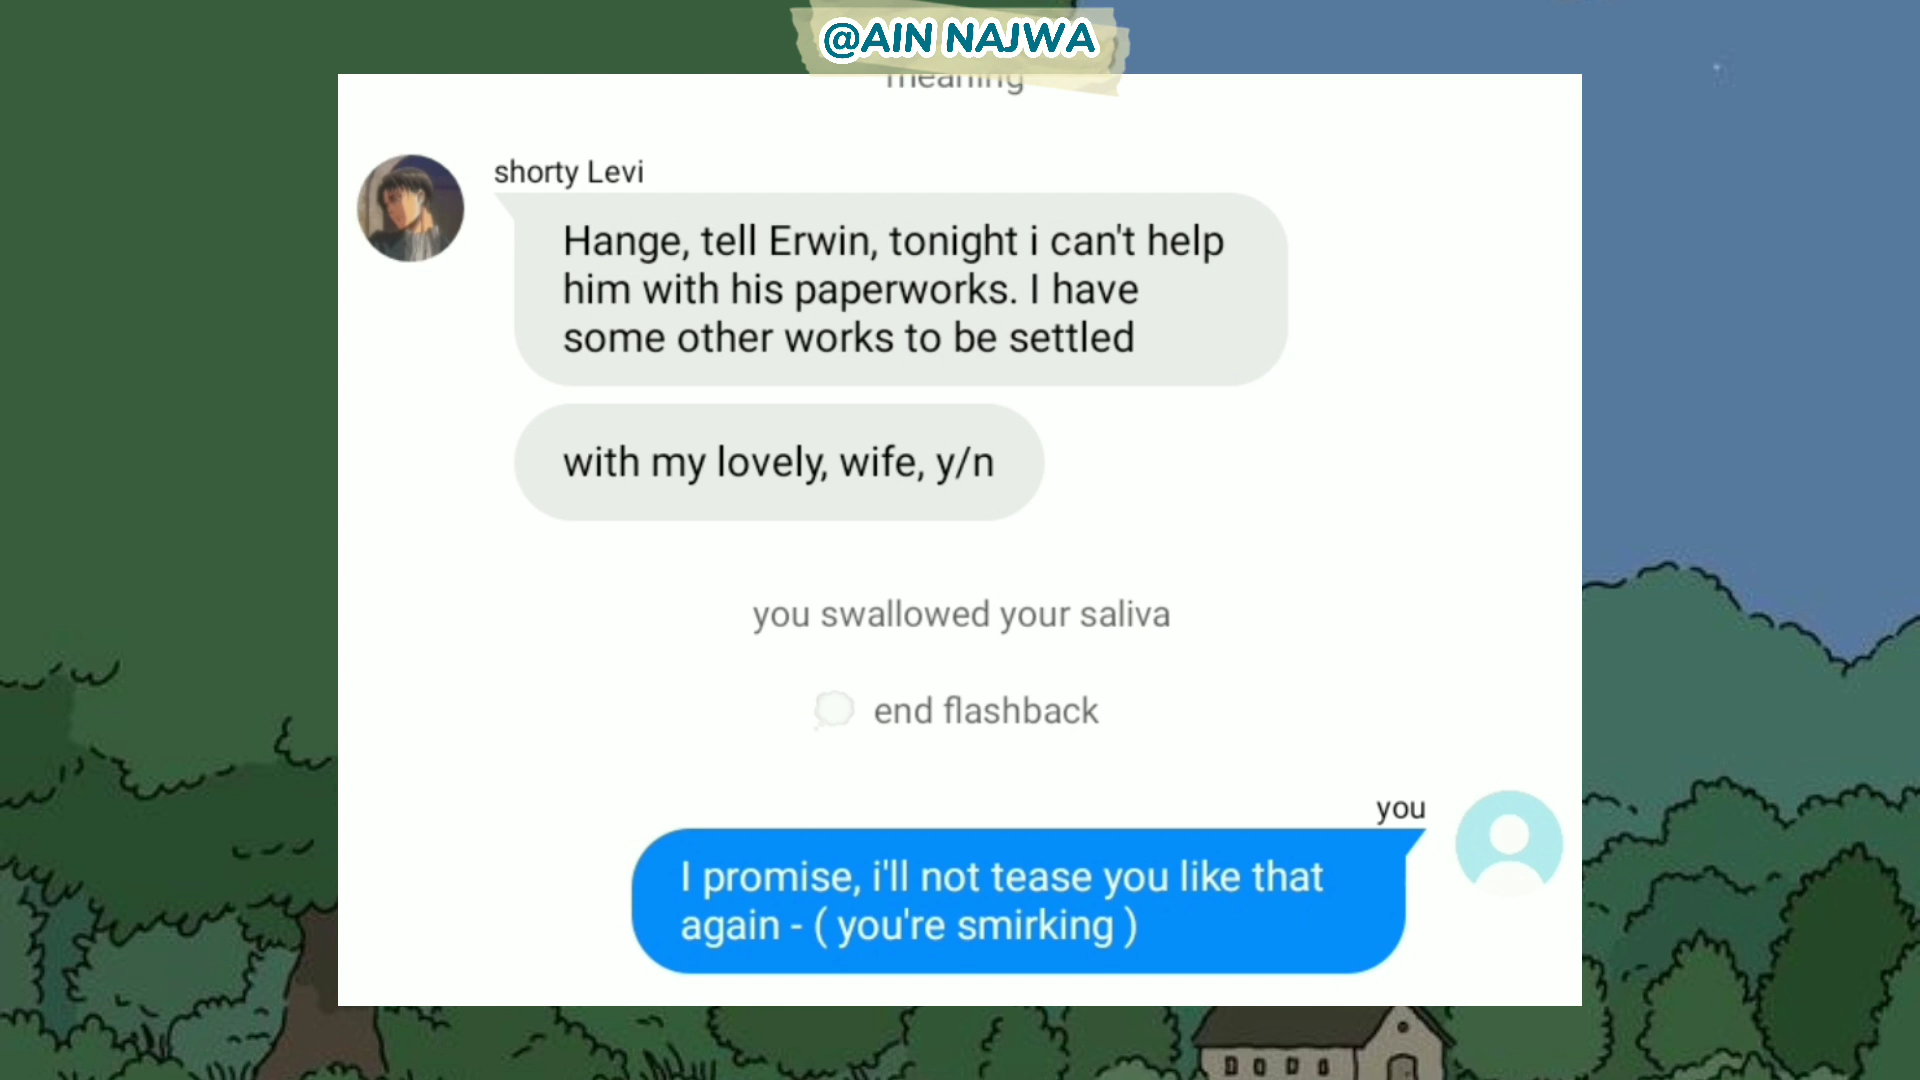 @AIN NAJWA
meaning
shorty Levi
Hange, tell Erwin, tonight i can't help
him with his paperworks. I have
some other works to be settled
with my lovely, wife, y/n
you swallowed your saliva
end flashback
you
I promise, i'll not tease you like that
again - ( you're smirking )